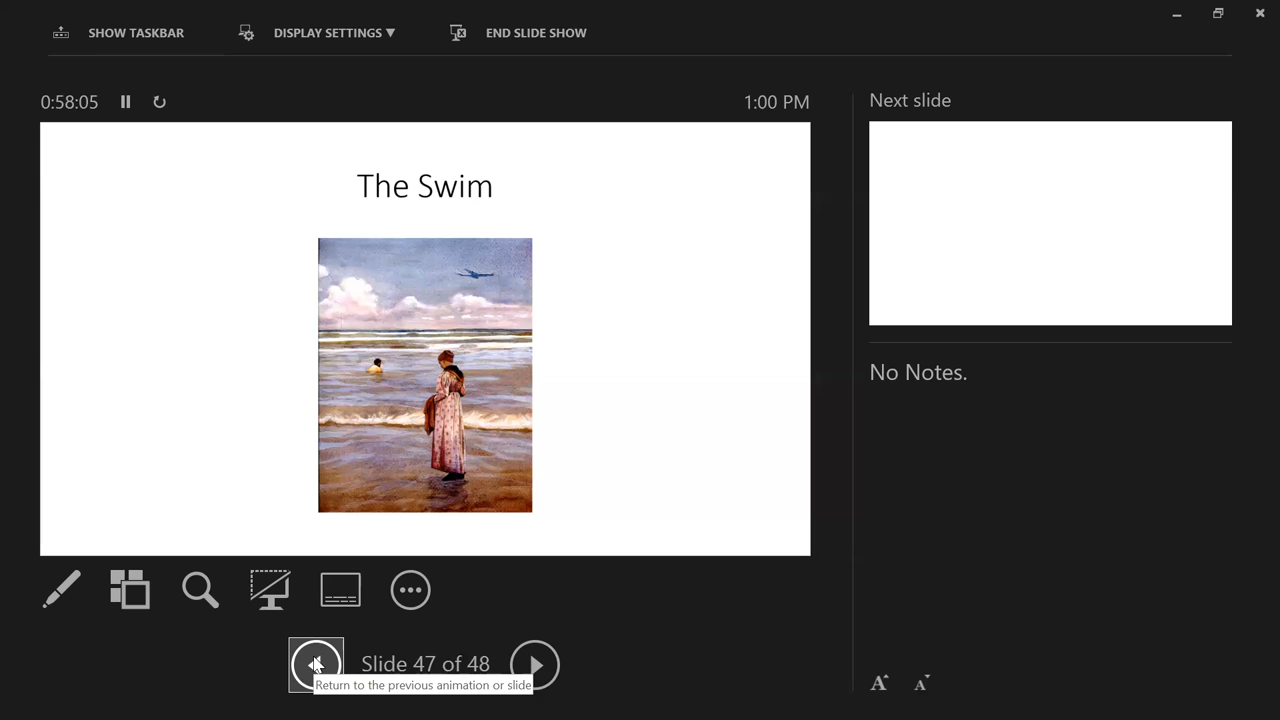 SHOW TASKBAR
DISPLAY SETTINGS ▼
END SLIDE SHOW
0:58:05
1:00 PM
Next slide
The Swim
No Notes.
Slide 47 of 48
Return to the previous animation or slide
A A